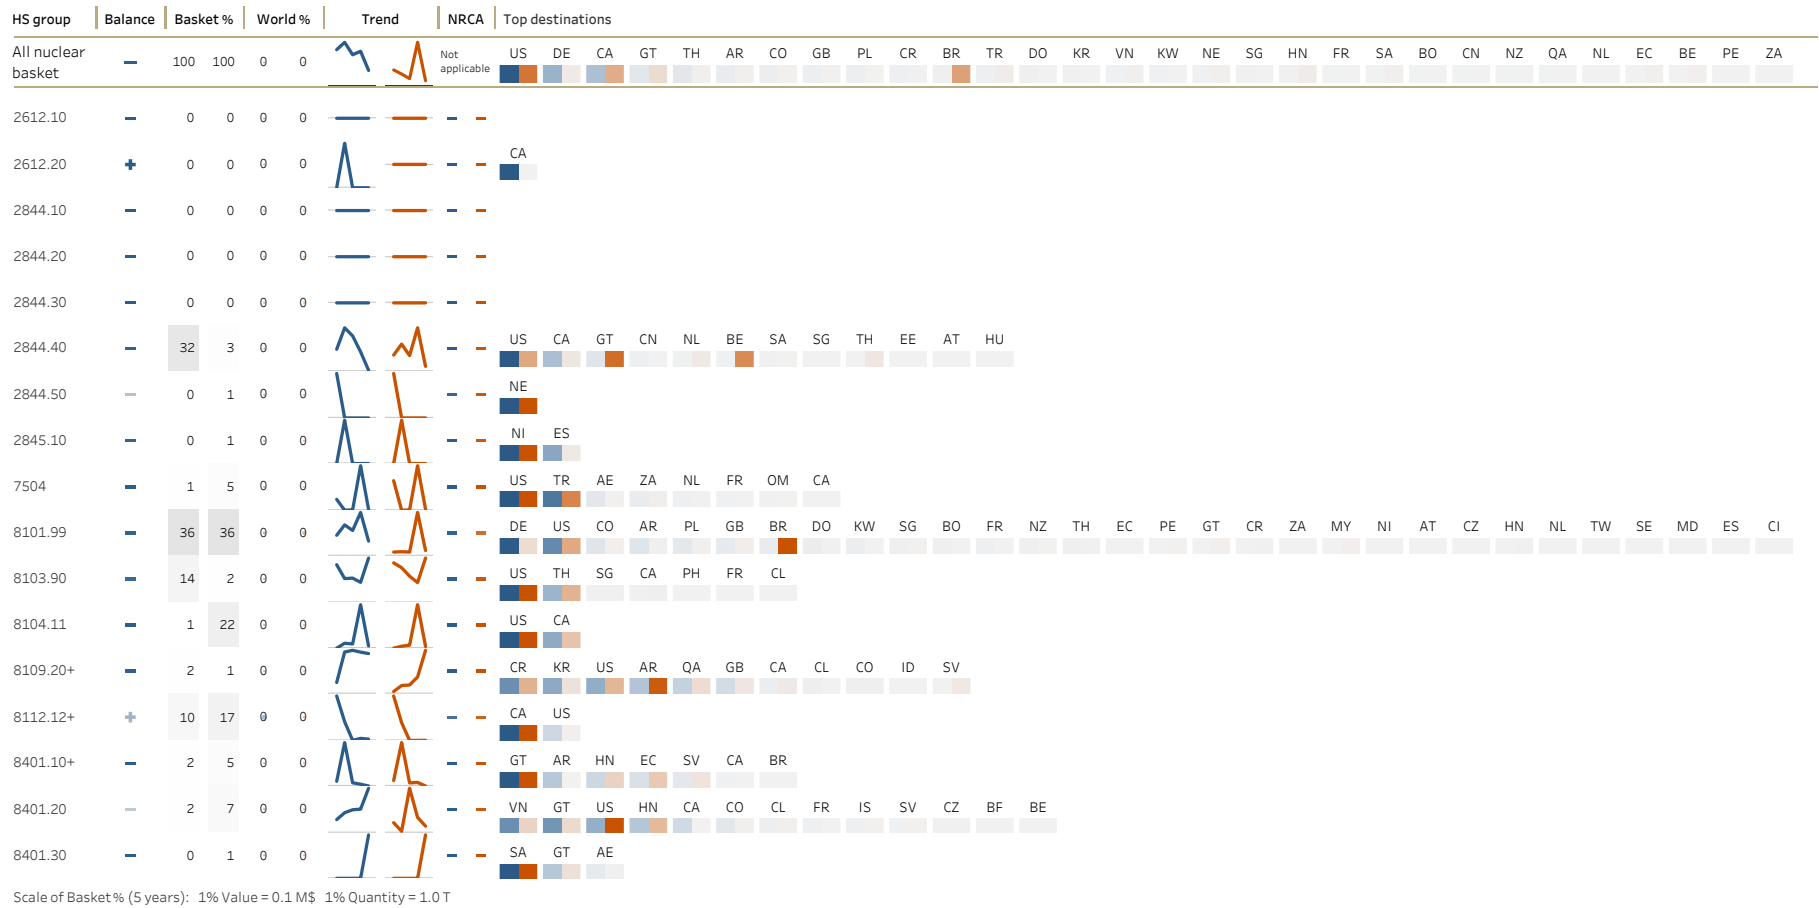 HS group Balance Basket % World % Trend NRCA Top destinations
All nuclear basket 100 100 0 0 Not applicable US DE CA GT TH AR CO GB PL CR BR TR DO KR VN KW NE SG HN FR SA BO CN NZ QA NL EC BE PE ZA
2612.10 0 0 0 0
2612.20 0 0 0 0 CA
2844.10 0 0 0 0
2844.20 0 0 0 0
2844.30 0 0 0 0
2844.40 32 3 0 0 US CA GT CN NL BE SA SG TH EE AT HU
2844.50 0 1 0 0 NE
2845.10 0 1 0 0 NI ES
7504 1 5 0 0 US TR AE ZA NL FR OM CA
8101.99 36 36 0 0 DE US CO AR PL GB BR DO KW SG BO FR NZ TH EC PE GT CR ZA MY NI AT CZ HN NL TW SE MD ES CI
8103.90 14 2 0 0 US TH SG CA PH FR CL
8104.11 1 22 0 0 US CA
8109.20+ 2 1 0 0 CR KR US AR QA GB CA CL CO ID SV
8112.12+ 10 17 0 0 CA US
8401.10+ 2 5 0 0 GT AR HN EC SV CA BR
8401.20 2 7 0 0 VN GT US HN CA CO CL FR IS SV CZ BF BE
8401.30 0 1 0 0 SA GT AE
Scale of Basket% (5 years): 1% Value = 0.1 M$ 1% Quantity = 1.0 T